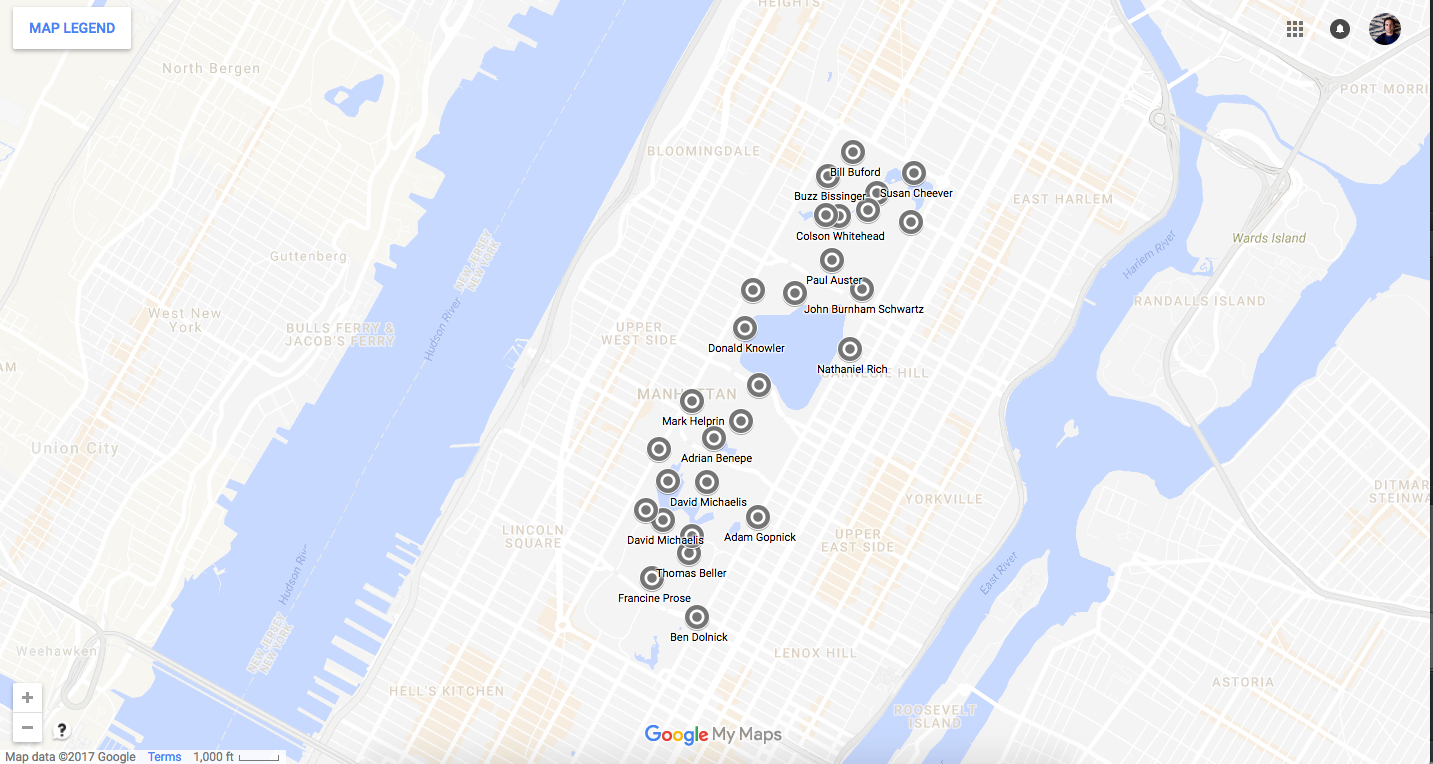 HEIGHTS
MAP LEGEND
North Bergen
PORT MORRI
BLOOMINGDALE
Bill Buford
Buzz Bissinger
Susan Cheever
EAST HARLEM
Colson Whitehead
Wards Island
Harlem River
NEW JERSEY
NEW YORK
Guttenberg
Paul Auster
RANDALLS ISLAND
West New
York
John Burnham Schwartz
BULLS FERRY &
JACOB'S FERRY
Hudson River
UPPER
WEST SIDE
Donald Knowler
Nathaniel Rich
CARNEGIE HILL
AM
MANHATTAN
Mark Helprin
Union City
Adrian Benepe
DITMAR
STEINWA
David Michaelis
YORKVILLE
LINCOLN
SQUARE
David Michaelis
Adam Gopnick
UPPER
EAST SIDE
Hudson River
East River
Thomas Beller
Francine Prose
NEW JERSEY
NEW YORK
Ben Dolnick
Weehawken
LENOX HILL
ASTORIA
HELL'S KITCHEN
ROOSEVELT
ISLAND
+
−
?
Google My Maps
Map data ©2017 Google Terms 1,000 ft